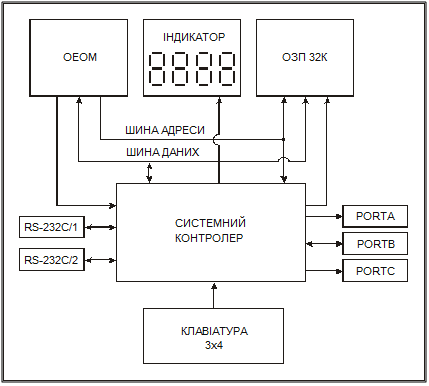 ОЕОМ
ІНДИКАТОР
8888
ОЗП 32К
ШИНА АДРЕСИ
ШИНА ДАНИХ
СИСТЕМНИЙ
КОНТРОЛЕР
RS-232C/1
RS-232C/2
PORTA
PORTB
PORTC
КЛАВІАТУРА
3x4